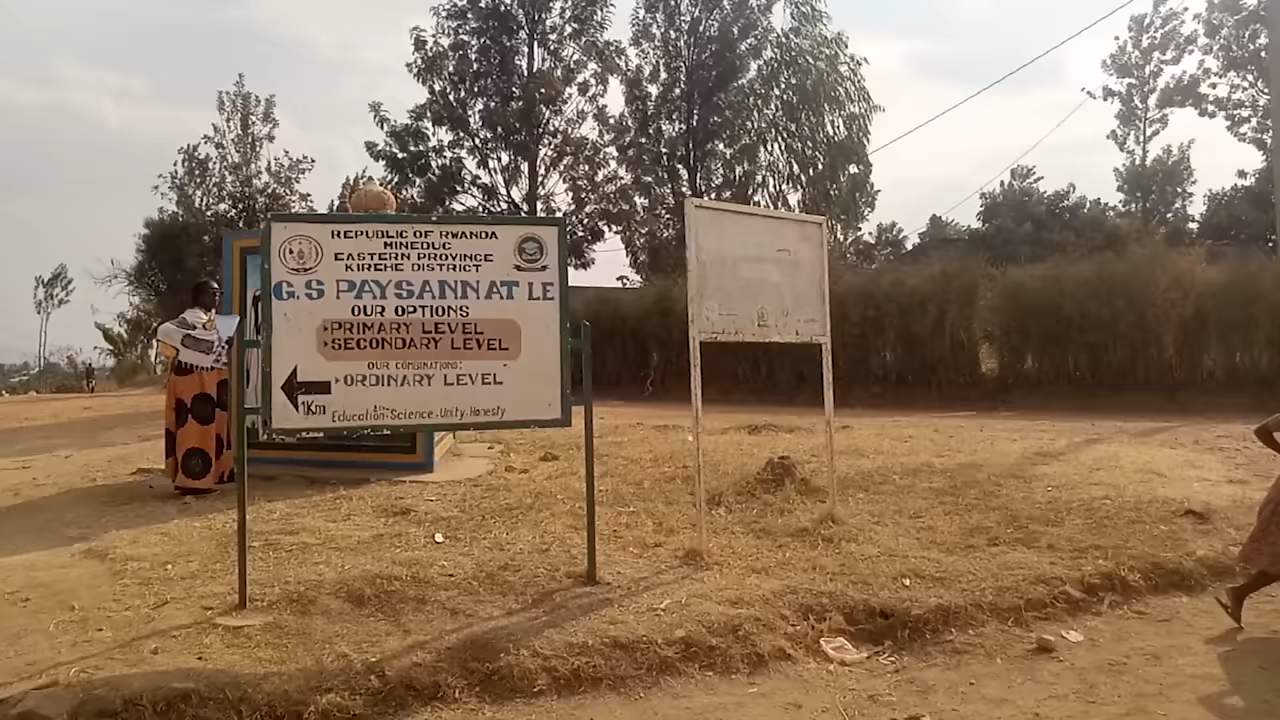 REPUBLIC OF RWANDA
MINEDUC
EASTERN PROVINCE
KIREHE DISTRICT
G.S PAYSANNAT LE
OUR OPTIONS
PRIMARY LEVEL
SECONDARY LEVEL
OUR COMBINATIONS:
ORDINARY LEVEL
1Km
Education-Science, Unity, Honesty